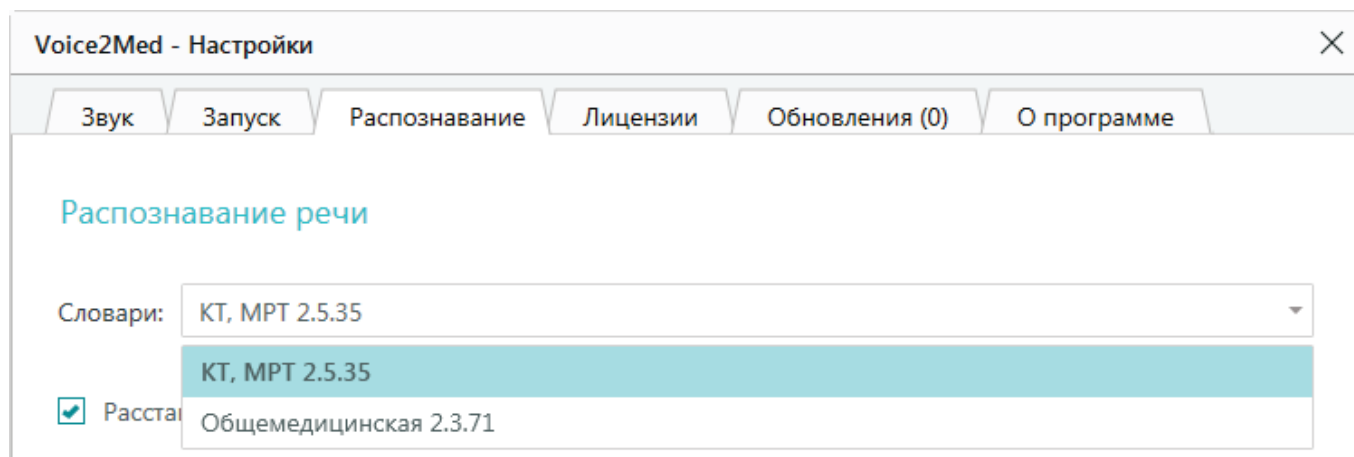 Voice2Med - Настройки
Звук Запуск Распознавание Лицензии Обновления (0) О программе
Распознавание речи
Словари: КТ, МРТ 2.5.35
КТ, МРТ 2.5.35
Общемедицинская 2.3.71